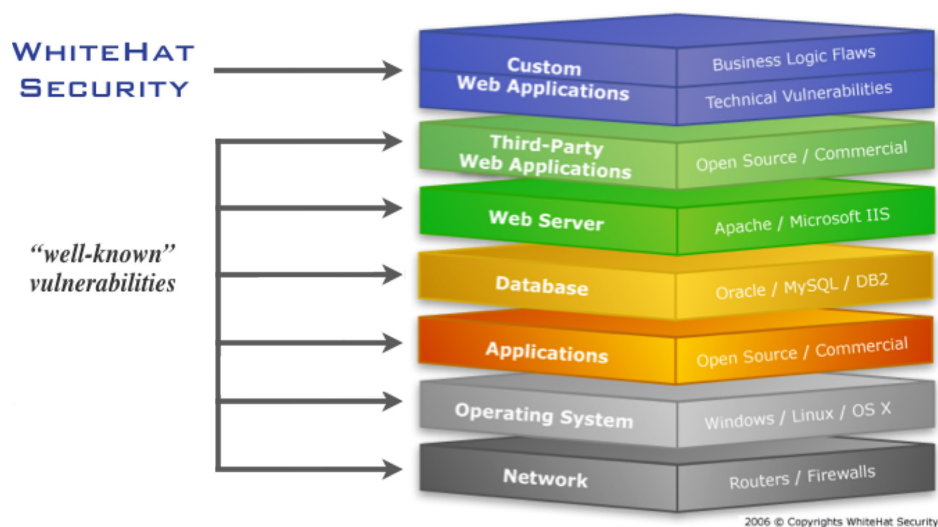 WHITEHAT
SECURITY
Custom
Web Applications
Business Logic Flaws
Technical Vulnerabilities
Third-Party
Web Applications
Open Source / Commercial
Web Server
Apache / Microsoft IIS
“well-known”
vulnerabilities
Database
Oracle / MySQL / DB2
Applications
Open Source / Commercial
Operating System
Windows / Linux / OS X
Network
Routers / Firewalls
2006 © Copyrights WhiteHat Security